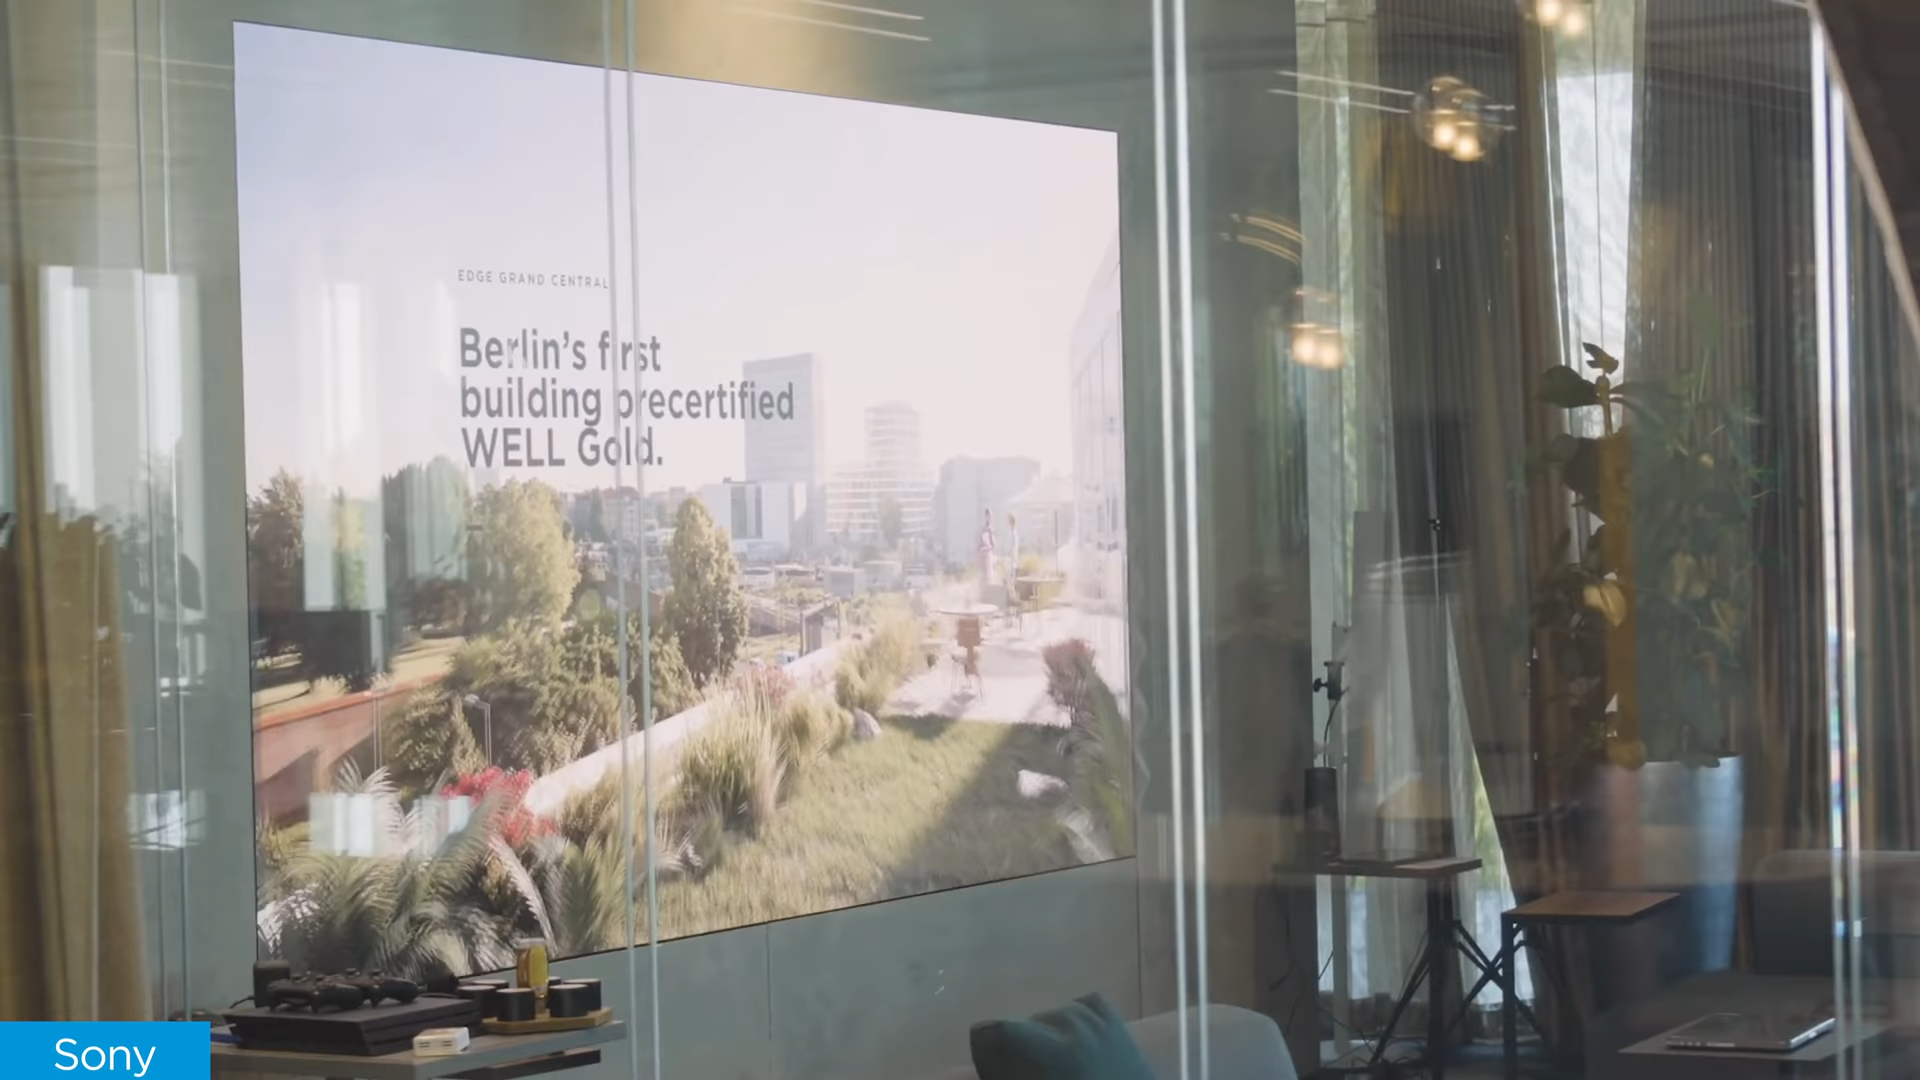 EDGE GRAND CENTRAL
Berlin's first
building precertified
WELL Gold.
Sony